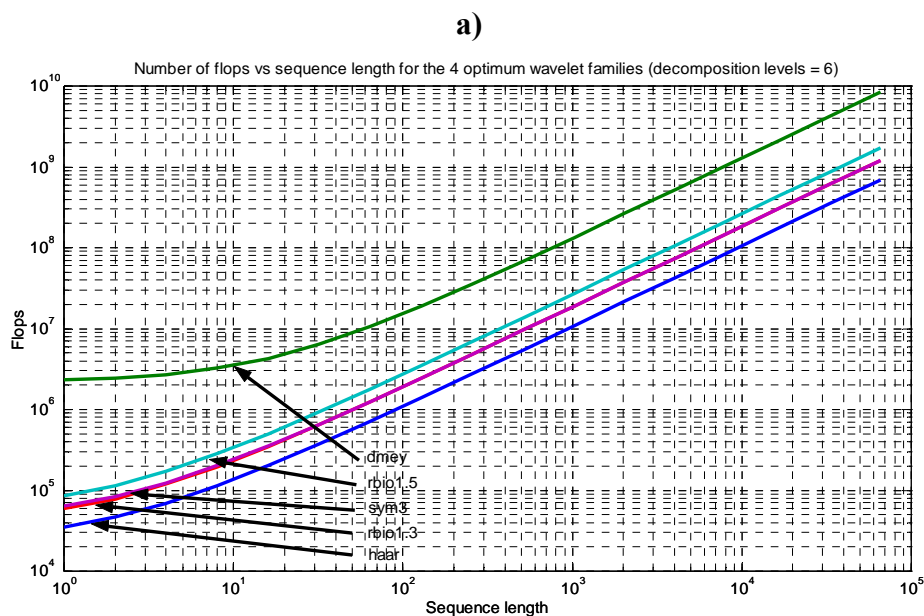 a)
Number of flops vs sequence length for the 4 optimum wavelet families (decomposition levels = 6)
10^10
10^9
10^8
10^7
10^6
10^5
10^4
Flops
dmey
rbio1.5
sym3
rbio1.3
haar
10^0
10^1
10^2
10^3
10^4
10^5
Sequence length